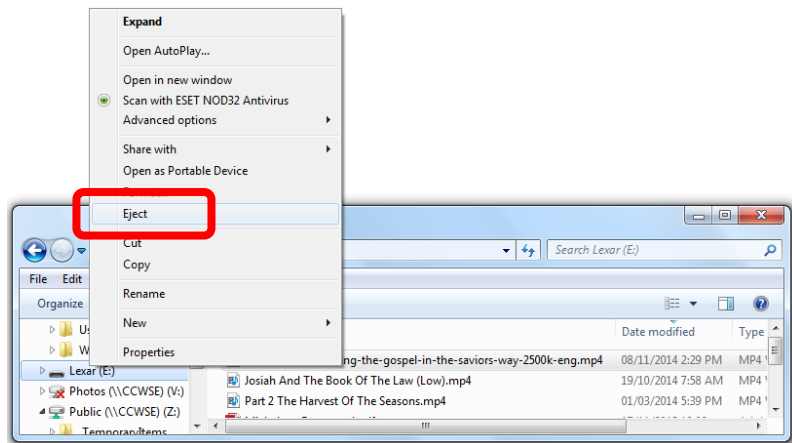 Expand
Open AutoPlay...
Open in new window
Scan with ESET NOD32 Antivirus
Advanced options
Share with
Open as Portable Device
Eject
Cut
Copy
Rename
New
Properties
Search Lexar (E:)
File Edit
Organize
Date modified Type
ng-the-gospel-in-the-saviors-way-2500k-eng.mp4 08/11/2014 2:29 PM MP4
Lexar (E:)
Josiah And The Book Of The Law (Low).mp4 19/10/2014 7:58 AM MP4
Photos (\\CCWSE) (V:)
Part 2 The Harvest Of The Seasons.mp4 01/03/2014 5:39 PM MP4
Public (\\CCWSE) (Z:)
TemporaryItems